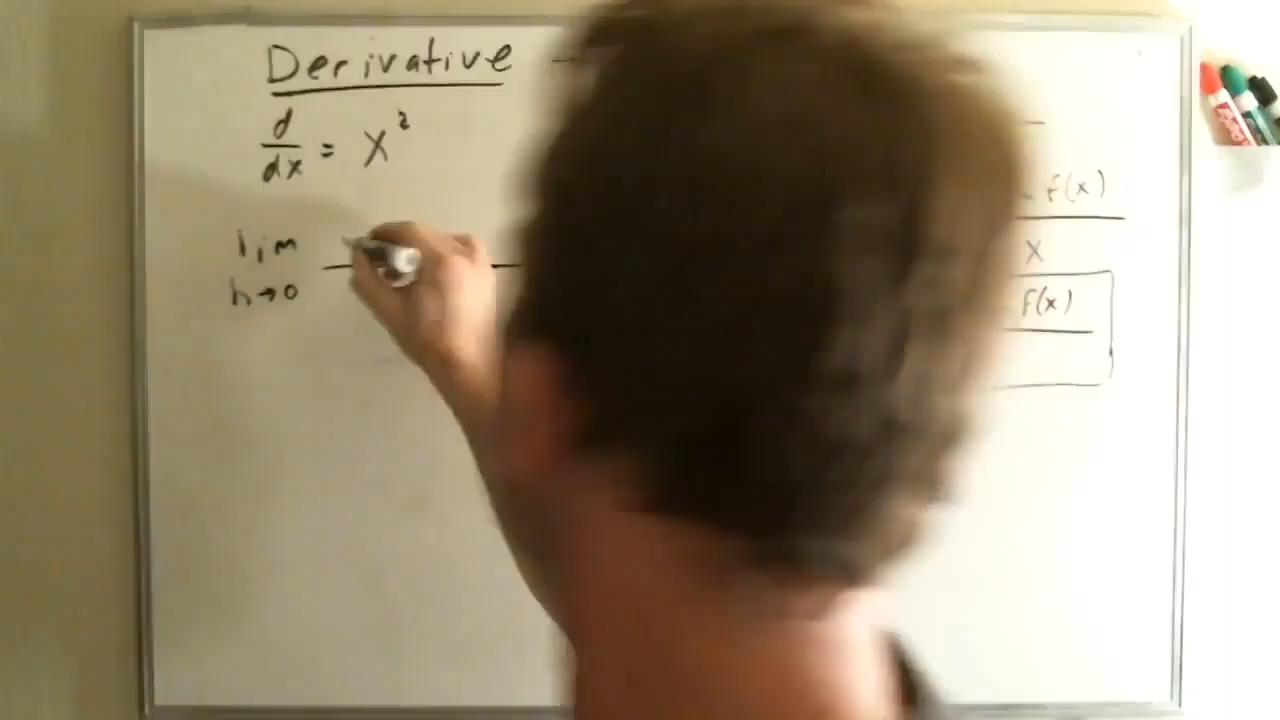 Derivative -
d
dx = x²
lim
h→0
- f(x)
x
f(x)